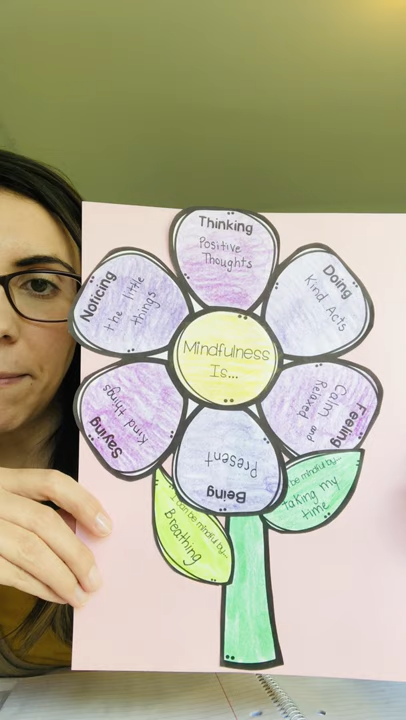 Thinking
Positive
Thoughts
Doing
Kind Acts
Feeling
Calm and
Relaxed
Being
Present
Saying
Kind things
Noticing
the little
things
Mindfulness
Is...
I can be mindful by...
Breathing
be mindful by...
taking my
time